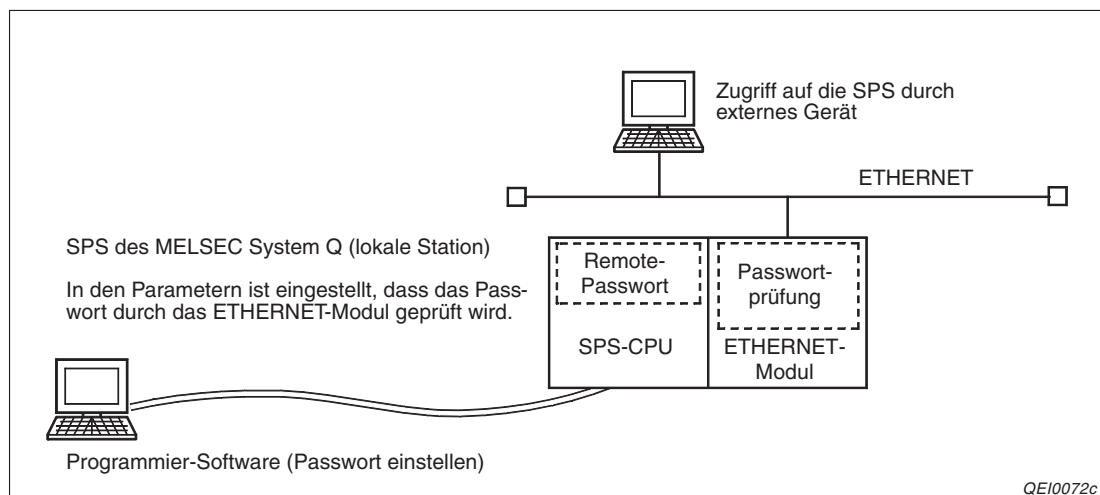 Zugriff auf die SPS durch
externes Gerät
ETHERNET
SPS des MELSEC System Q (lokale Station)
In den Parametern ist eingestellt, dass das Pass-
wort durch das ETHERNET-Modul geprüft wird.
Remote-
Passwort
SPS-CPU
Passwort-
prüfung
ETHERNET-
Modul
Programmier-Software (Passwort einstellen)
QEI0072c